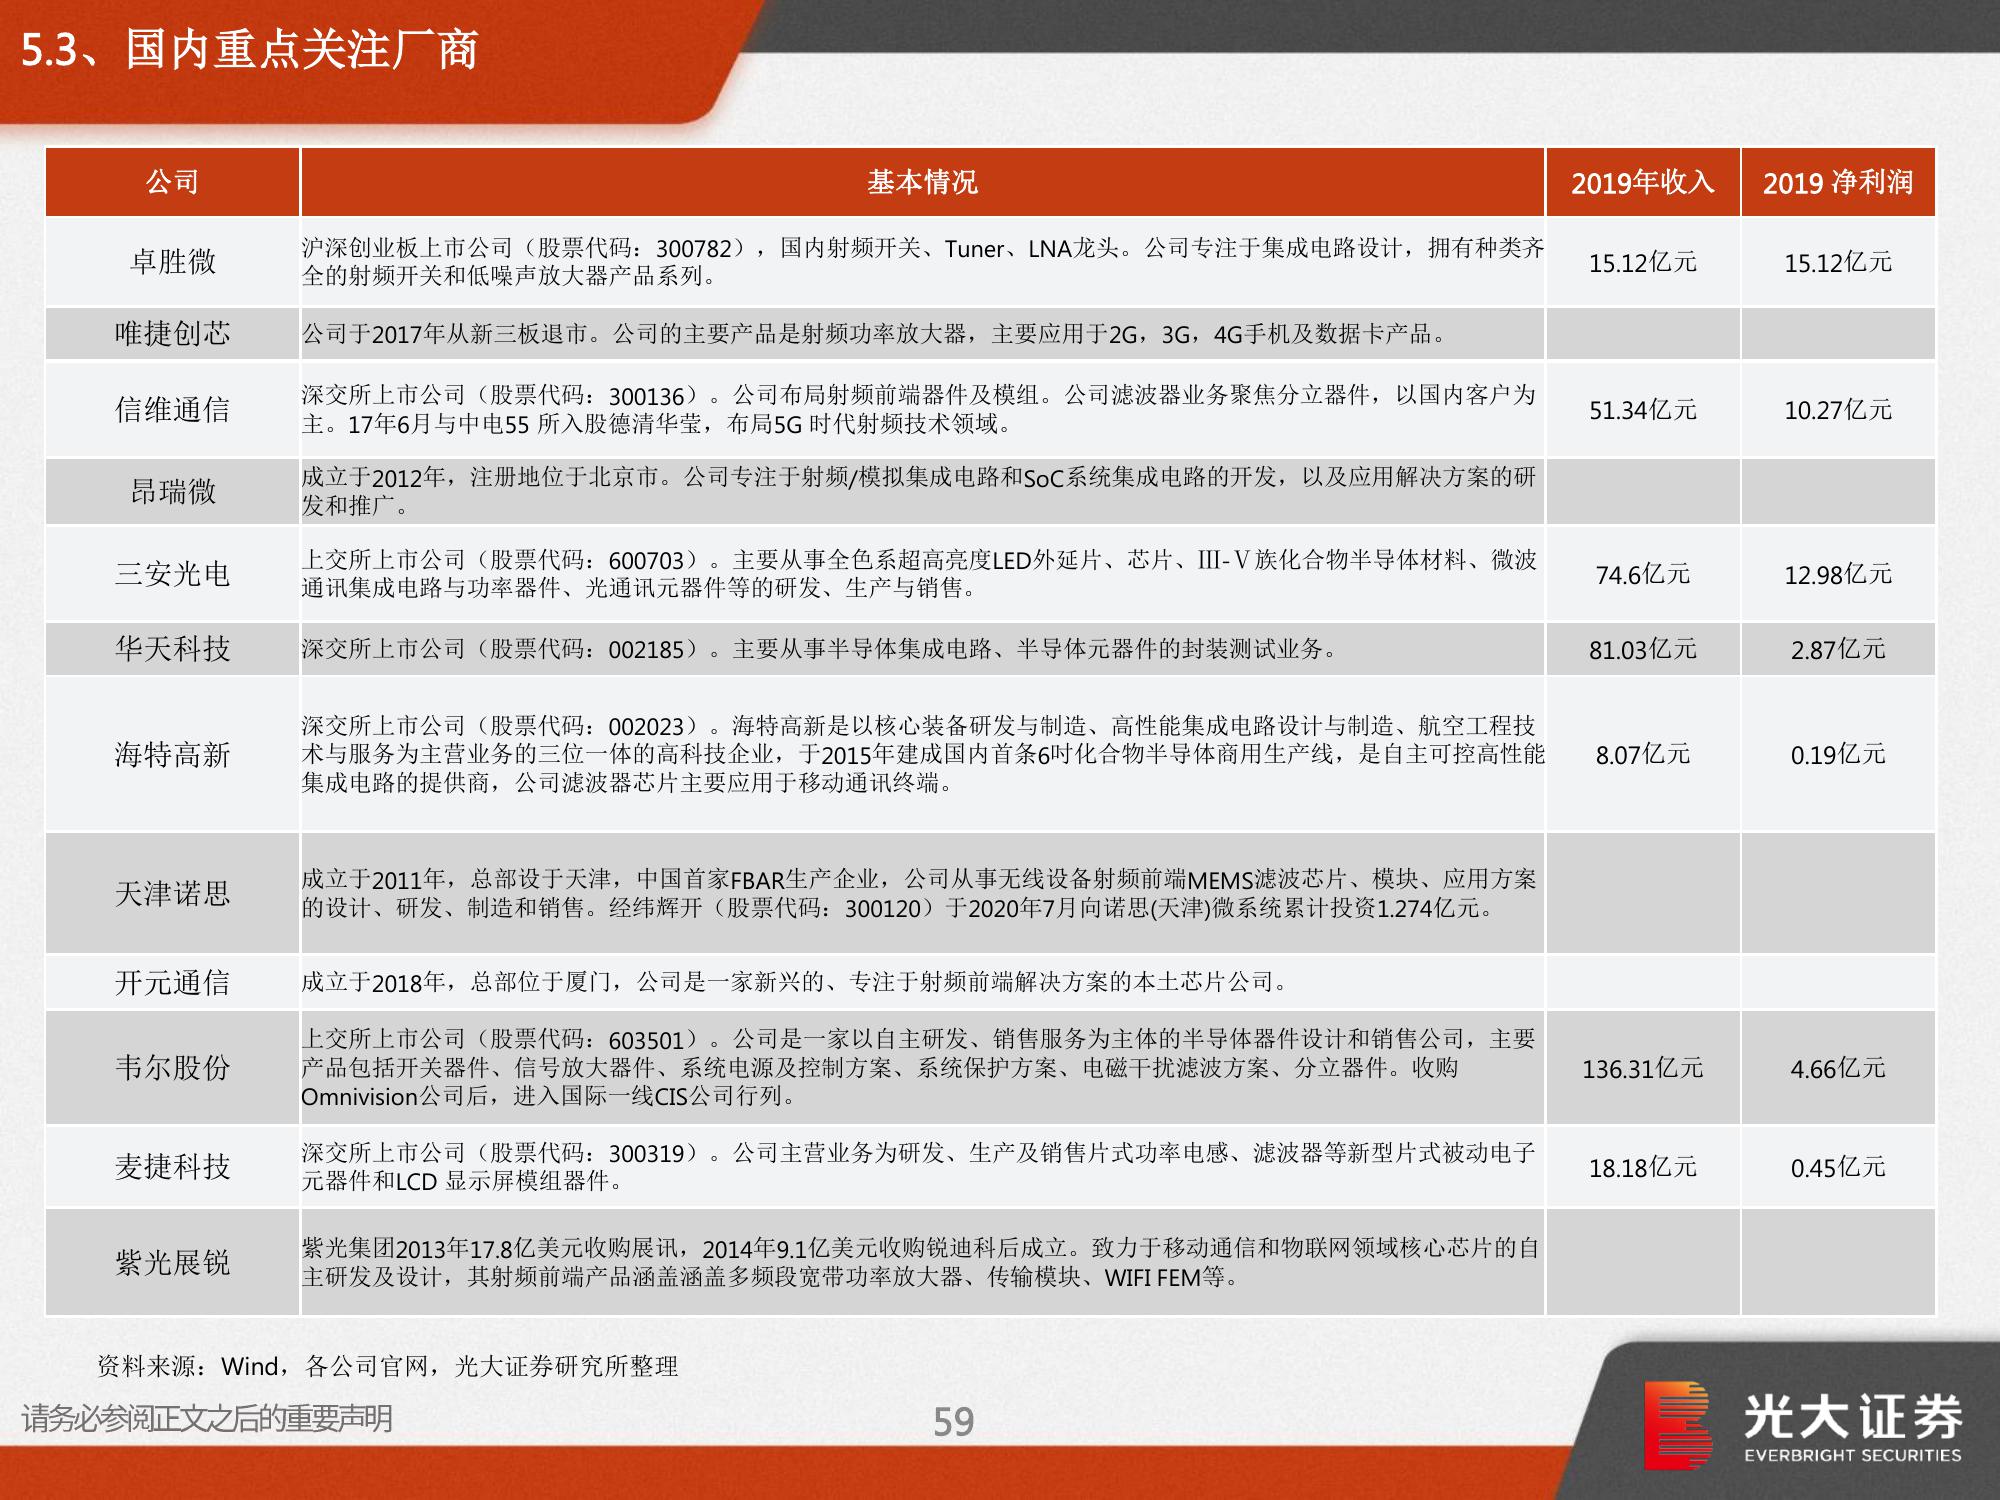 5.3、国内重点关注厂商
公司 基本情况 2019年收入 2019 净利润
卓胜微 沪深创业板上市公司（股票代码：300782），国内射频开关、Tuner、LNA龙头。公司专注于集成电路设计，拥有种类齐
全的射频开关和低噪声放大器产品系列。 15.12亿元 15.12亿元
唯捷创芯 公司于2017年从新三板退市。公司的主要产品是射频功率放大器，主要应用于2G，3G，4G手机及数据卡产品。
信维通信 深交所上市公司（股票代码：300136）。公司布局射频前端器件及模组。公司滤波器业务聚焦分立器件，以国内客户为
主。17年6月与中电55 所入股德清华莹，布局5G 时代射频技术领域。 51.34亿元 10.27亿元
昂瑞微 成立于2012年，注册地位于北京市。公司专注于射频/模拟集成电路和SoC系统集成电路的开发，以及应用解决方案的研
发和推广。
三安光电 上交所上市公司（股票代码：600703）。主要从事全色系超高亮度LED外延片、芯片、Ⅲ-Ⅴ族化合物半导体材料、微波
通讯集成电路与功率器件、光通讯元器件等的研发、生产与销售。 74.6亿元 12.98亿元
华天科技 深交所上市公司（股票代码：002185）。主要从事半导体集成电路、半导体元器件的封装测试业务。 81.03亿元 2.87亿元
海特高新 深交所上市公司（股票代码：002023）。海特高新是以核心装备研发与制造、高性能集成电路设计与制造、航空工程技
术与服务为主营业务的三位一体的高科技企业，于2015年建成国内首条6吋化合物半导体商用生产线，是自主可控高性能
集成电路的提供商，公司滤波器芯片主要应用于移动通讯终端。 8.07亿元 0.19亿元
天津诺思 成立于2011年，总部设于天津，中国首家FBAR生产企业，公司从事无线设备射频前端MEMS滤波芯片、模块、应用方案
的设计、研发、制造和销售。经纬辉开（股票代码：300120）于2020年7月向诺思(天津)微系统累计投资1.274亿元。
开元通信 成立于2018年，总部位于厦门，公司是一家新兴的、专注于射频前端解决方案的本土芯片公司。
韦尔股份 上交所上市公司（股票代码：603501）。公司是一家以自主研发、销售服务为主体的半导体器件设计和销售公司，主要
产品包括开关器件、信号放大器件、系统电源及控制方案、系统保护方案、电磁干扰滤波方案、分立器件。收购
Omnivision公司后，进入国际一线CIS公司行列。 136.31亿元 4.66亿元
麦捷科技 深交所上市公司（股票代码：300319）。公司主营业务为研发、生产及销售片式功率电感、滤波器等新型片式被动电子
元器件和LCD 显示屏模组器件。 18.18亿元 0.45亿元
紫光展锐 紫光集团2013年17.8亿美元收购展讯，2014年9.1亿美元收购锐迪科后成立。致力于移动通信和物联网领域核心芯片的自
主研发及设计，其射频前端产品涵盖涵盖多频段宽带功率放大器、传输模块、WIFI FEM等。
资料来源：Wind，各公司官网，光大证券研究所整理
请务必参阅正文之后的重要声明
59
光大证券
EVERBRIGHT SECURITIES